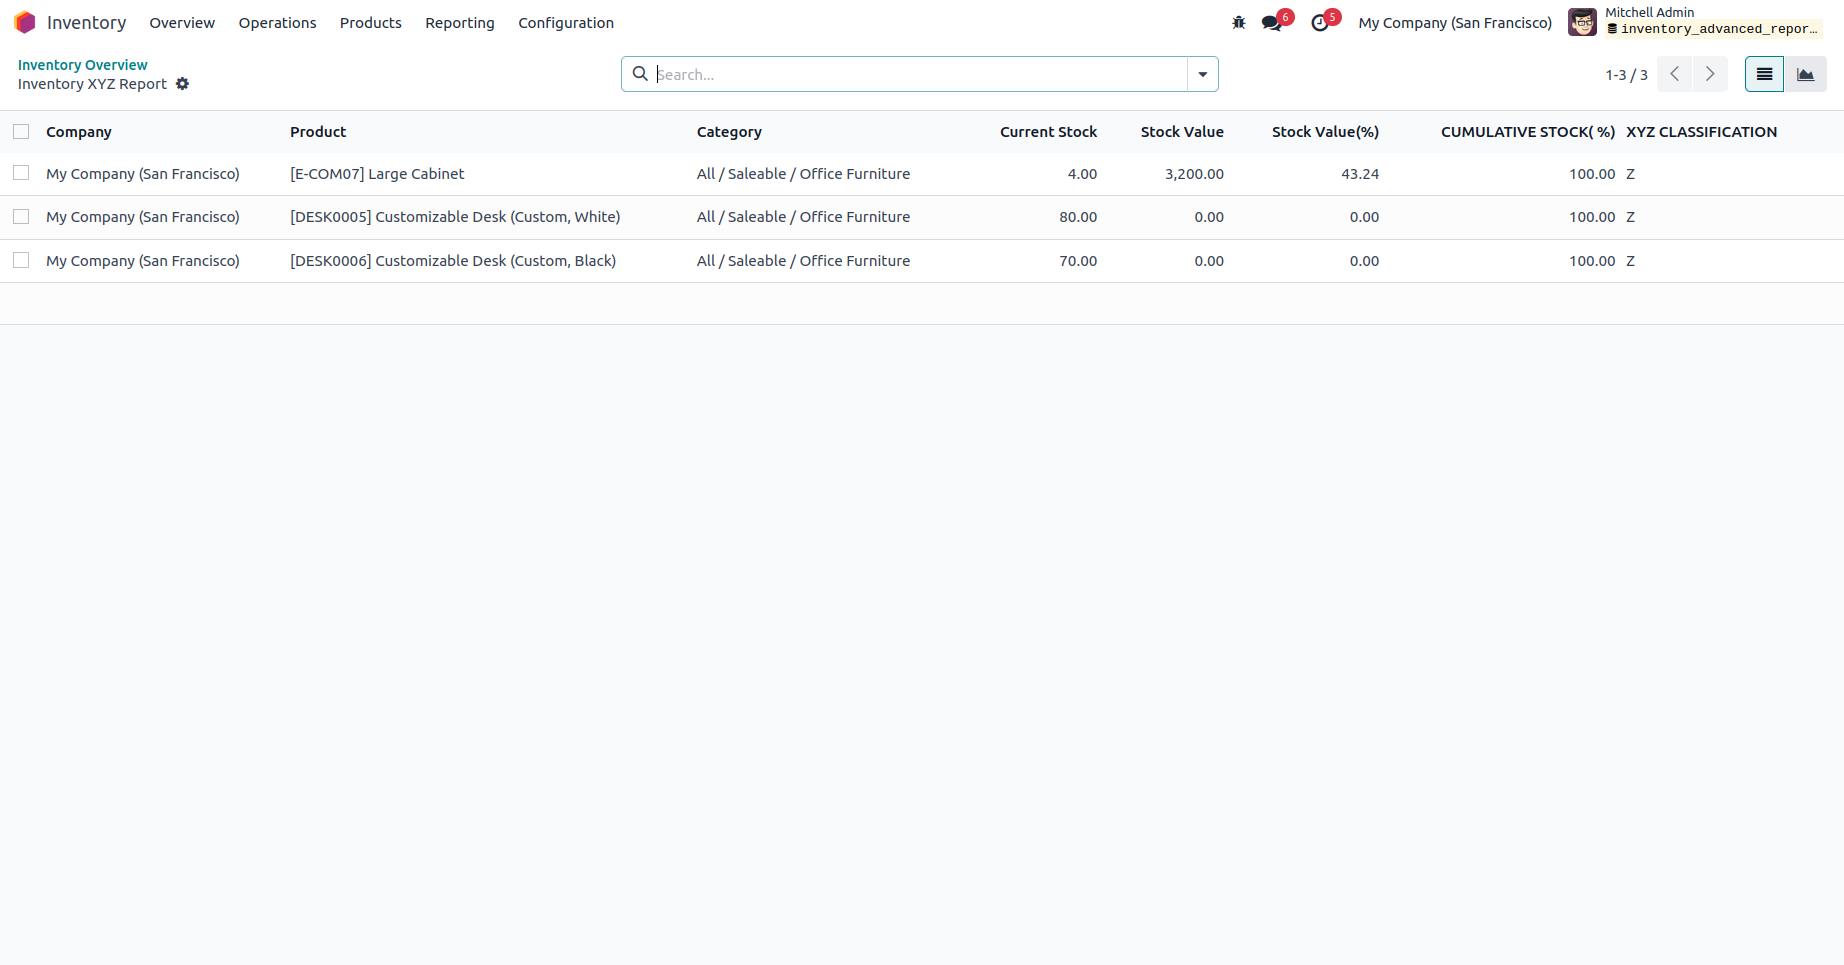 Inventory Overview Operations Products Reporting Configuration 6 5 My Company (San Francisco) Mitchell Admin
inventory_advanced_repor...
Inventory Overview
Inventory XYZ Report
Search...
1-3 / 3
Company Product Category Current Stock Stock Value Stock Value(%) CUMULATIVE STOCK( %) XYZ CLASSIFICATION
My Company (San Francisco) [E-COM07] Large Cabinet All / Saleable / Office Furniture 4.00 3,200.00 43.24 100.00 Z
My Company (San Francisco) [DESK0005] Customizable Desk (Custom, White) All / Saleable / Office Furniture 80.00 0.00 0.00 100.00 Z
My Company (San Francisco) [DESK0006] Customizable Desk (Custom, Black) All / Saleable / Office Furniture 70.00 0.00 0.00 100.00 Z